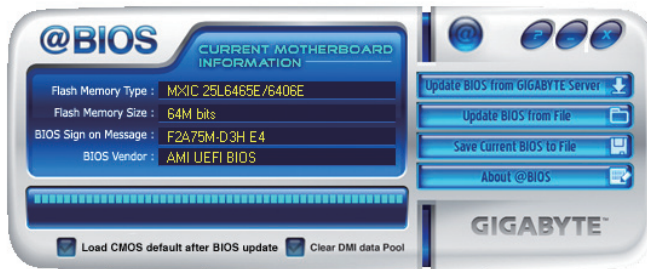 @BIOS
CURRENT MOTHERBOARD
INFORMATION
Flash Memory Type : MXIC 25L6465E/6406E
Flash Memory Size : 64M bits
BIOS Sign on Message : F2A75M-D3H E4
BIOS Vendor : AMI UEFI BIOS
Load CMOS default after BIOS update
Clear DMI data Pool
@ ? – X
Update BIOS from GIGABYTE Server
Update BIOS from File
Save Current BIOS to File
About @BIOS
GIGABYTE™